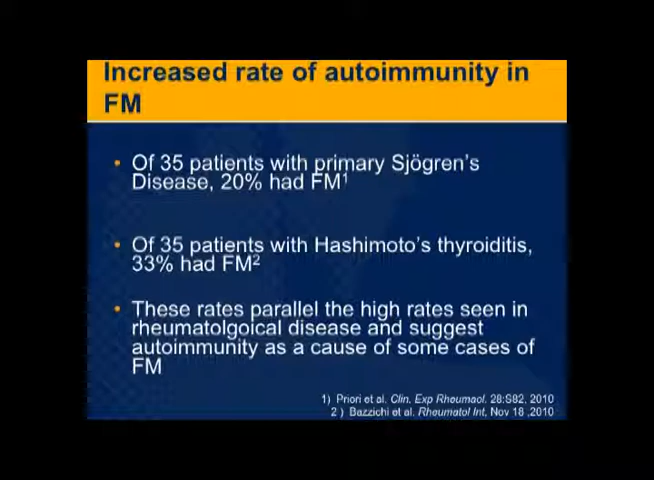 Increased rate of autoimmunity in
FM
• Of 35 patients with primary Sjögren's
Disease, 20% had FM¹
• Of 35 patients with Hashimoto's thyroiditis,
33% had FM²
• These rates parallel the high rates seen in
rheumatolgoical disease and suggest
autoimmunity as a cause of some cases of
FM
1) Priori et al. Clin. Exp Rheumaol. 28:S82, 2010
2 ) Bazzichi et al. Rheumatol Int, Nov 18 ,2010